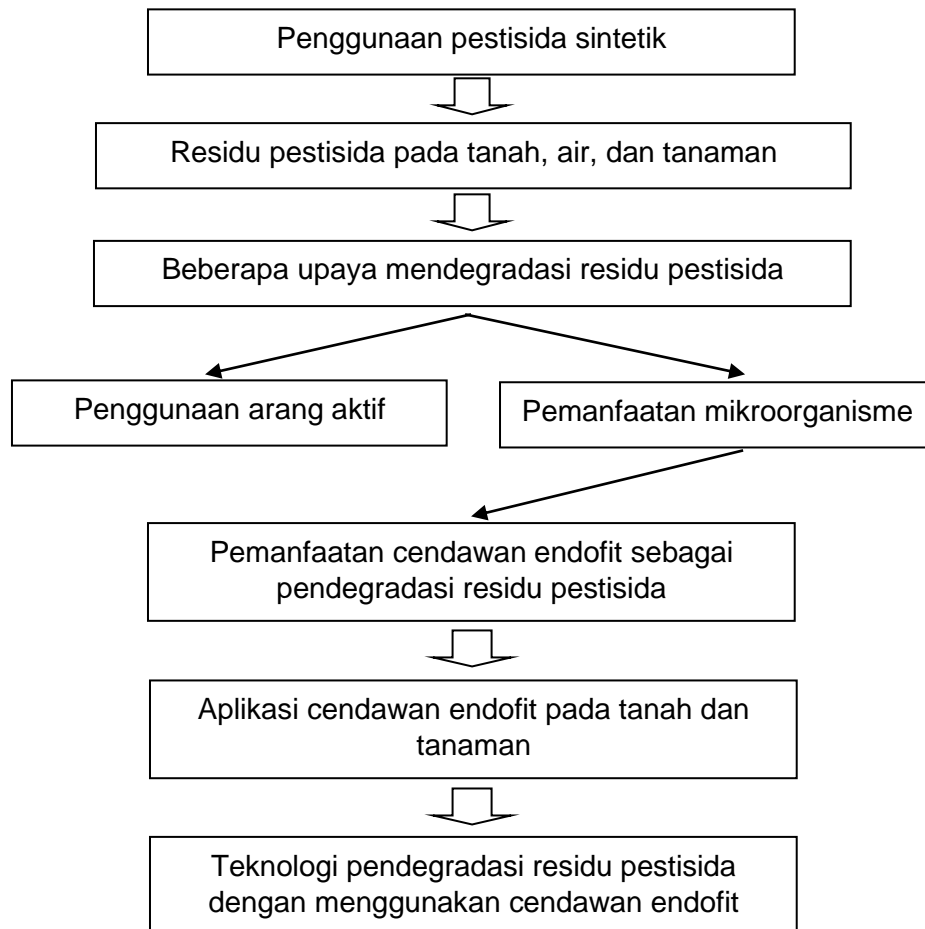 Penggunaan pestisida sintetik
Residu pestisida pada tanah, air, dan tanaman
Beberapa upaya mendegradasi residu pestisida
Penggunaan arang aktif
Pemanfaatan mikroorganisme
Pemanfaatan cendawan endofit sebagai
pendegradasi residu pestisida
Aplikasi cendawan endofit pada tanah dan
tanaman
Teknologi pendegradasi residu pestisida
dengan menggunakan cendawan endofit